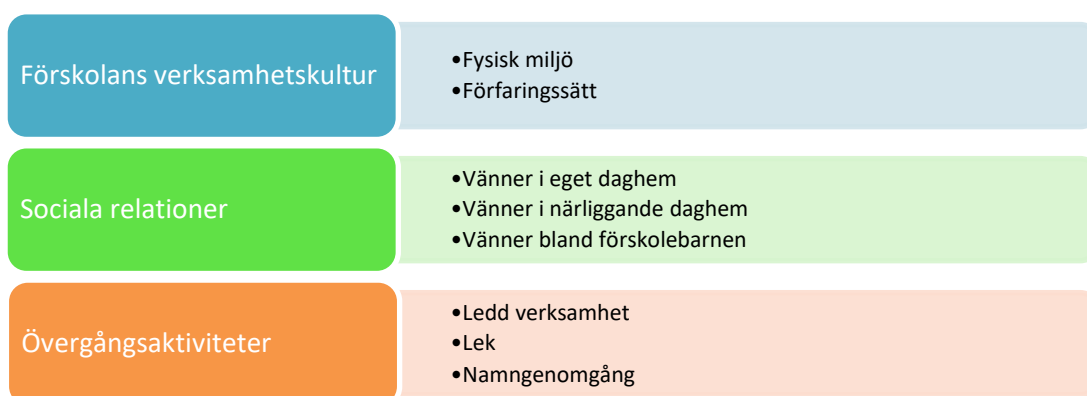 Förskolans verksamhetskultur
•Fysisk miljö
•Förfaringssätt
Sociala relationer
•Vänner i eget daghem
•Vänner i närliggande daghem
•Vänner bland förskolebarnen
Övergångsaktiviteter
•Ledd verksamhet
•Lek
•Namngenomgång